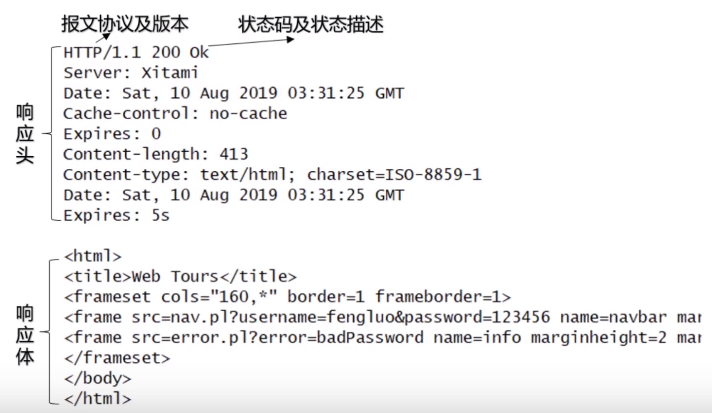 报文协议及版本
状态码及状态描述
HTTP/1.1 200 Ok
Server: Xitami
Date: Sat, 10 Aug 2019 03:31:25 GMT
Cache-control: no-cache
Expires: 0
Content-length: 413
Content-type: text/html; charset=ISO-8859-1
Date: Sat, 10 Aug 2019 03:31:25 GMT
Expires: 5s
响应头
<html>
<title>Web Tours</title>
<frameset cols="160,*" border=1 frameborder=1>
<frame src=nav.pl?username=fengluo&password=123456 name=navbar mar
<frame src=error.pl?error=badPassword name=info marginheight=2 mar
</frameset>
</body>
</html>
响应体